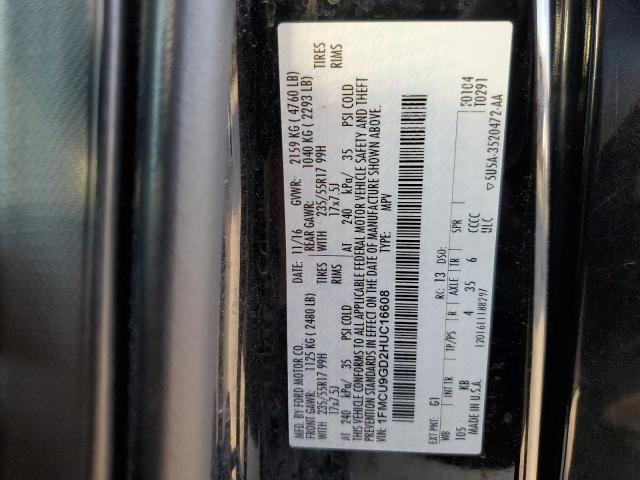 MFD. BY FORD MOTOR CO.
DATE: 11/16 GVWR: 2159 KG ( 4760 LB)
FRONT GAWR: 1125 KG ( 2480 LB) REAR GAWR: 1040 KG ( 2293 LB)
WITH 235/55R17 99H TIRES WITH 235/55R17 99H TIRES
17x7.5J RIMS 17x7.5J RIMS
AT 240 kPa/ 35 PSI COLD AT 240 kPa/ 35 PSI COLD
THIS VEHICLE CONFORMS TO ALL APPLICABLE FEDERAL MOTOR VEHICLE SAFETY AND THEFT
PREVENTION STANDARDS IN EFFECT ON THE DATE OF MANUFACTURE SHOWN ABOVE.
VIN: 1FMCU9GD2HUC16608 TYPE: MPV
EXT PNT: G1 RC: 13 DSO: F0104
T0291
WB INT TR TP/PS R AXLE TR SPR
105 KB 4 35 6 CCCC
MADE IN U.S.A. ULC
1201611188297 ▽5U5A-3520472-AA